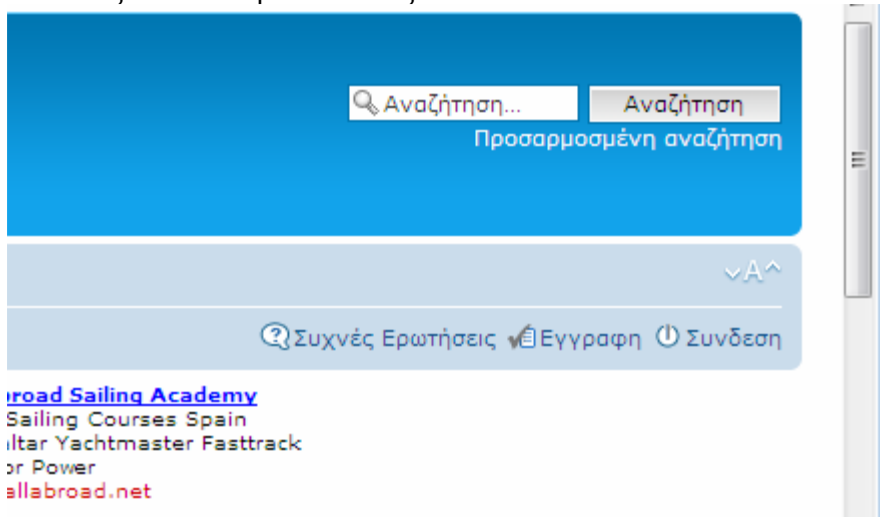 Αναζήτηση... Αναζήτηση
Προσαρμοσμένη αναζήτηση
A
Συχνές Ερωτήσεις Εγγραφη Συνδεση
road Sailing Academy
Sailing Courses Spain
ltar Yachtmaster Fasttrack
or Power
allabroad.net